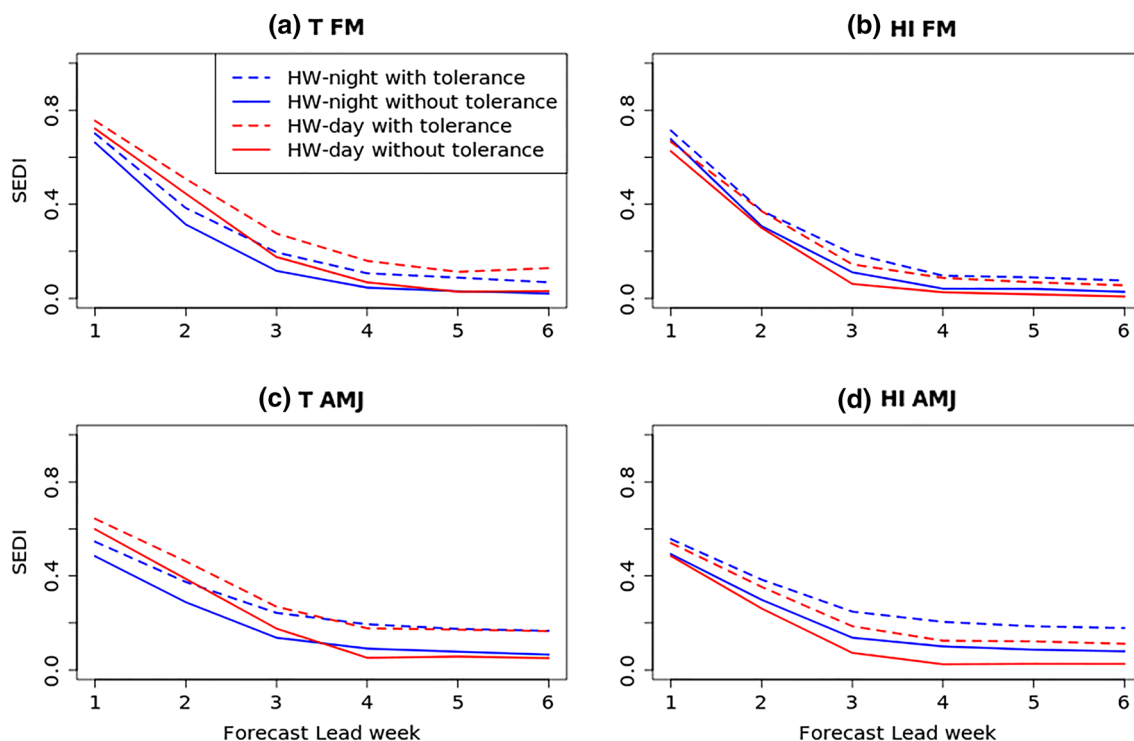 (a) T FM
(b) HI FM
HW-night with tolerance
HW-night without tolerance
HW-day with tolerance
HW-day without tolerance
SEDI
0.8
0.4
0.0
1 2 3 4 5 6
0.8
0.4
0.0
1 2 3 4 5 6
(c) T AMJ
(d) HI AMJ
SEDI
0.8
0.4
0.0
1 2 3 4 5 6
Forecast Lead week
0.8
0.4
0.0
1 2 3 4 5 6
Forecast Lead week